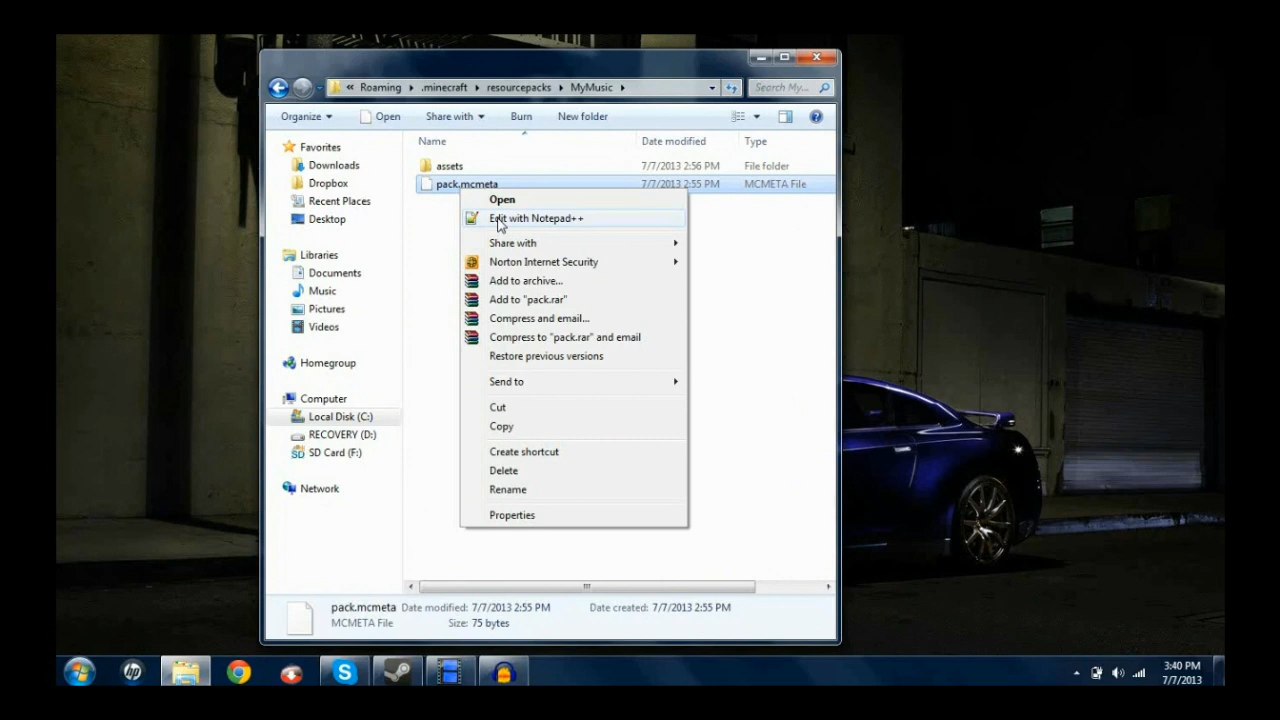 « Roaming ▸ .minecraft ▸ resourcepacks ▸ MyMusic ▸
Search My...
Organize Open Share with Burn New folder
Name Date modified Type
Favorites
Downloads
Dropbox
Recent Places
Desktop
Libraries
Documents
Music
Pictures
Videos
Homegroup
Computer
Local Disk (C:)
RECOVERY (D:)
SD Card (F:)
Network
assets 7/7/2013 2:56 PM File folder
pack.mcmeta 7/7/2013 2:55 PM MCMETA File
Open
Edit with Notepad++
Share with
Norton Internet Security
Add to archive...
Add to "pack.rar"
Compress and email...
Compress to "pack.rar" and email
Restore previous versions
Send to
Cut
Copy
Create shortcut
Delete
Rename
Properties
pack.mcmeta Date modified: 7/7/2013 2:55 PM Date created: 7/7/2013 2:55 PM
MCMETA File Size: 75 bytes
3:40 PM
7/7/2013